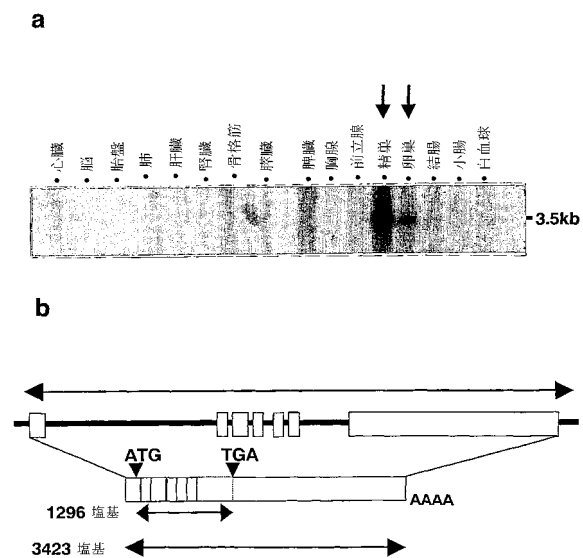 a
心臓
脳
胎盤
肺
肝臓
腎臓
骨格筋
膵臓
脾臓
胸腺
前立腺
精巣
卵巣
結腸
小腸
白血球
3.5kb
b
ATG TGA
AAAA
1296 塩基
3423 塩基